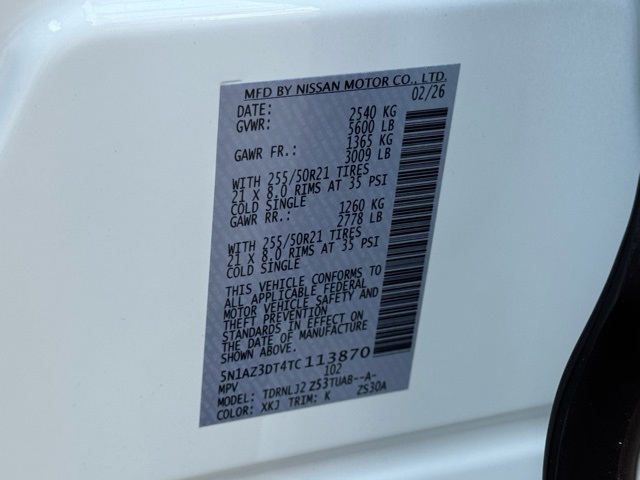 MFD BY NISSAN MOTOR CO., LTD.
DATE: 02/26
GVWR: 2540 KG
5600 LB
GAWR FR.: 1365 KG
3009 LB
WITH 255/50R21 TIRES
21 X 8.0 RIMS AT 35 PSI
COLD SINGLE
GAWR RR.: 1260 KG
2778 LB
WITH 255/50R21 TIRES
21 X 8.0 RIMS AT 35 PSI
COLD SINGLE
THIS VEHICLE CONFORMS TO
ALL APPLICABLE FEDERAL
MOTOR VEHICLE SAFETY AND
THEFT PREVENTION
STANDARDS IN EFFECT ON
THE DATE OF MANUFACTURE
SHOWN ABOVE.
5N1AZ3DT4TC113870
MPV 102
MODEL: TDRNLJ2 Z53TUAB--A-
COLOR: XKJ TRIM: K ZS30A